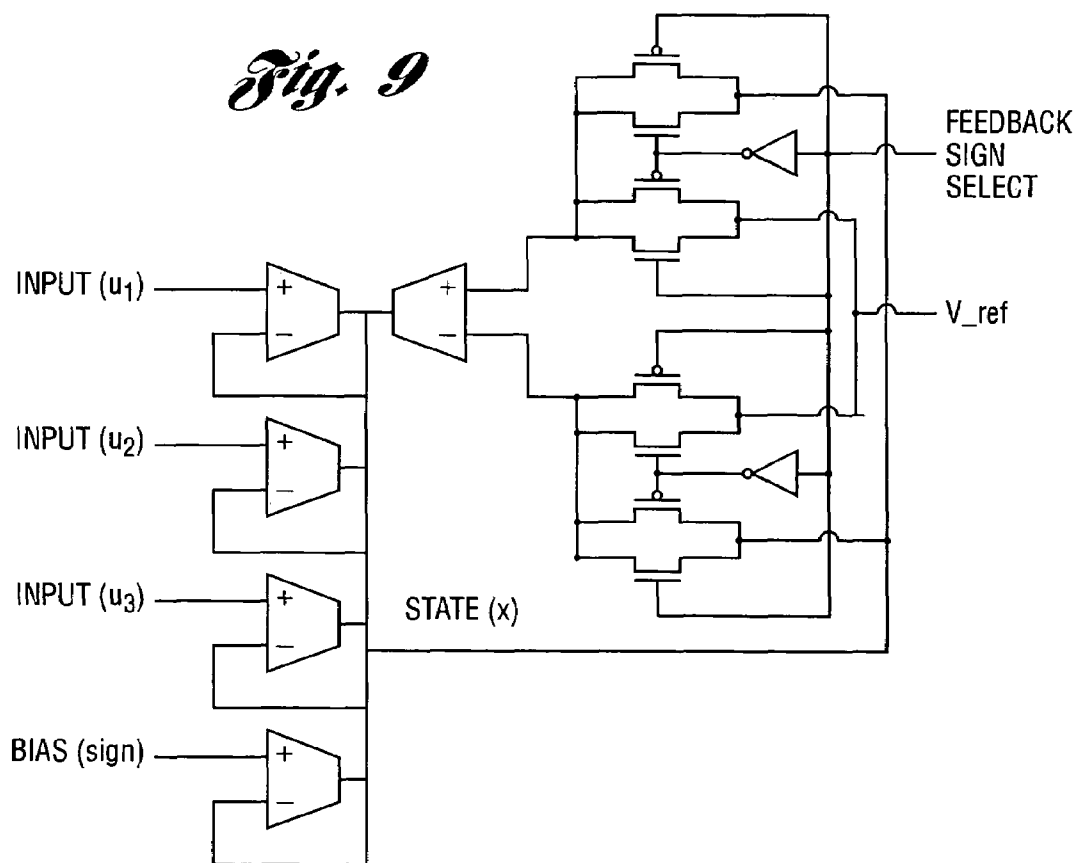 Fig. 9
FEEDBACK
SIGN
SELECT
INPUT (u1)
+
−
+
−
V_ref
INPUT (u2)
+
−
INPUT (u3)
+
−
STATE (x)
BIAS (sign)
+
−